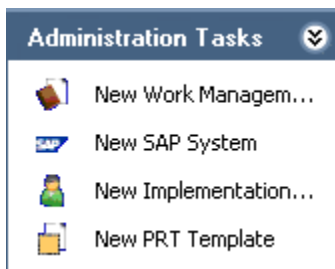 Administration Tasks
New Work Managem...
SAP New SAP System
New Implementation...
New PRT Template